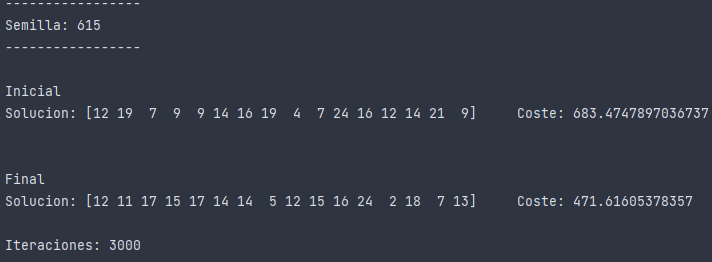 -----------------
Semilla: 615
-----------------
Inicial
Solucion: [12 19  7  9  9 14 16 19  4  7 24 16 12 14 21  9]     Coste: 683.4747897036737
Final
Solucion: [12 11 17 15 17 14 14  5 12 15 16 24  2 18  7 13]     Coste: 471.61605378357
Iteraciones: 3000